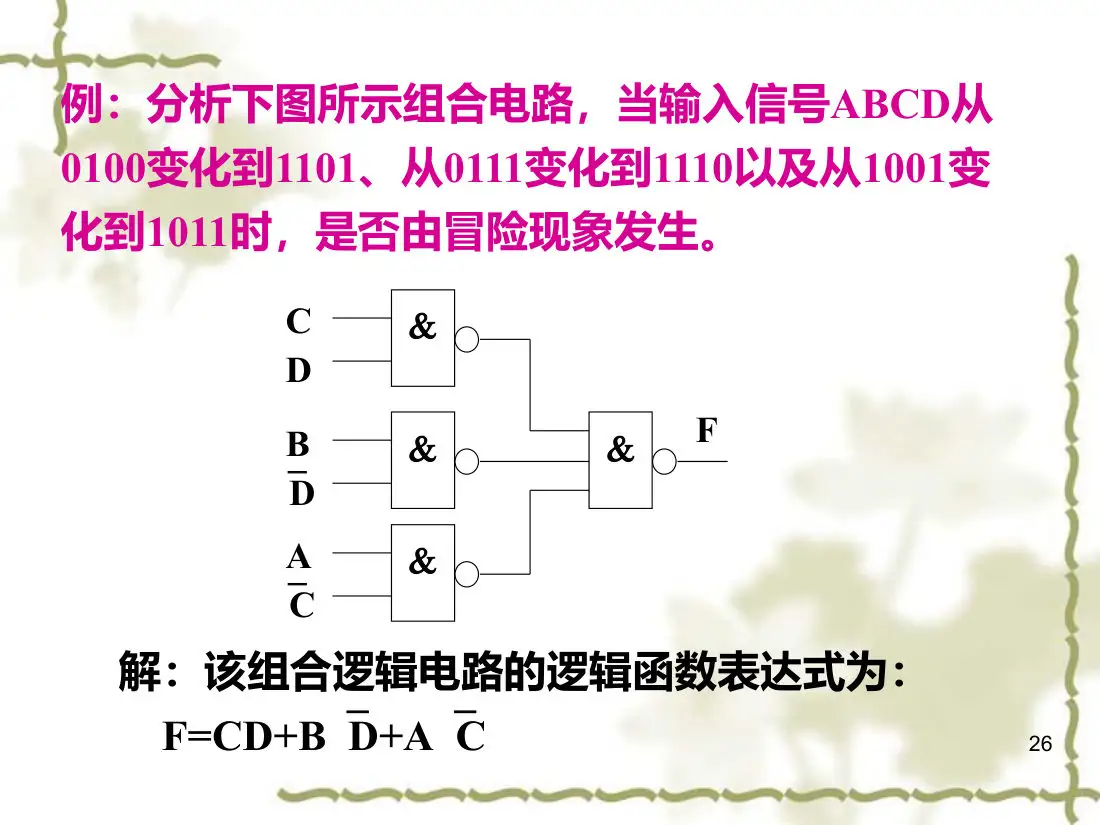 例：分析下图所示组合电路，当输入信号ABCD从
0100变化到1101、从0111变化到1110以及从1001变
化到1011时，是否由冒险现象发生。
C
&
D
B
&
D̅
&
F
A
&
C̅
解：该组合逻辑电路的逻辑函数表达式为：
F=CD+B D̅+A C̅
26